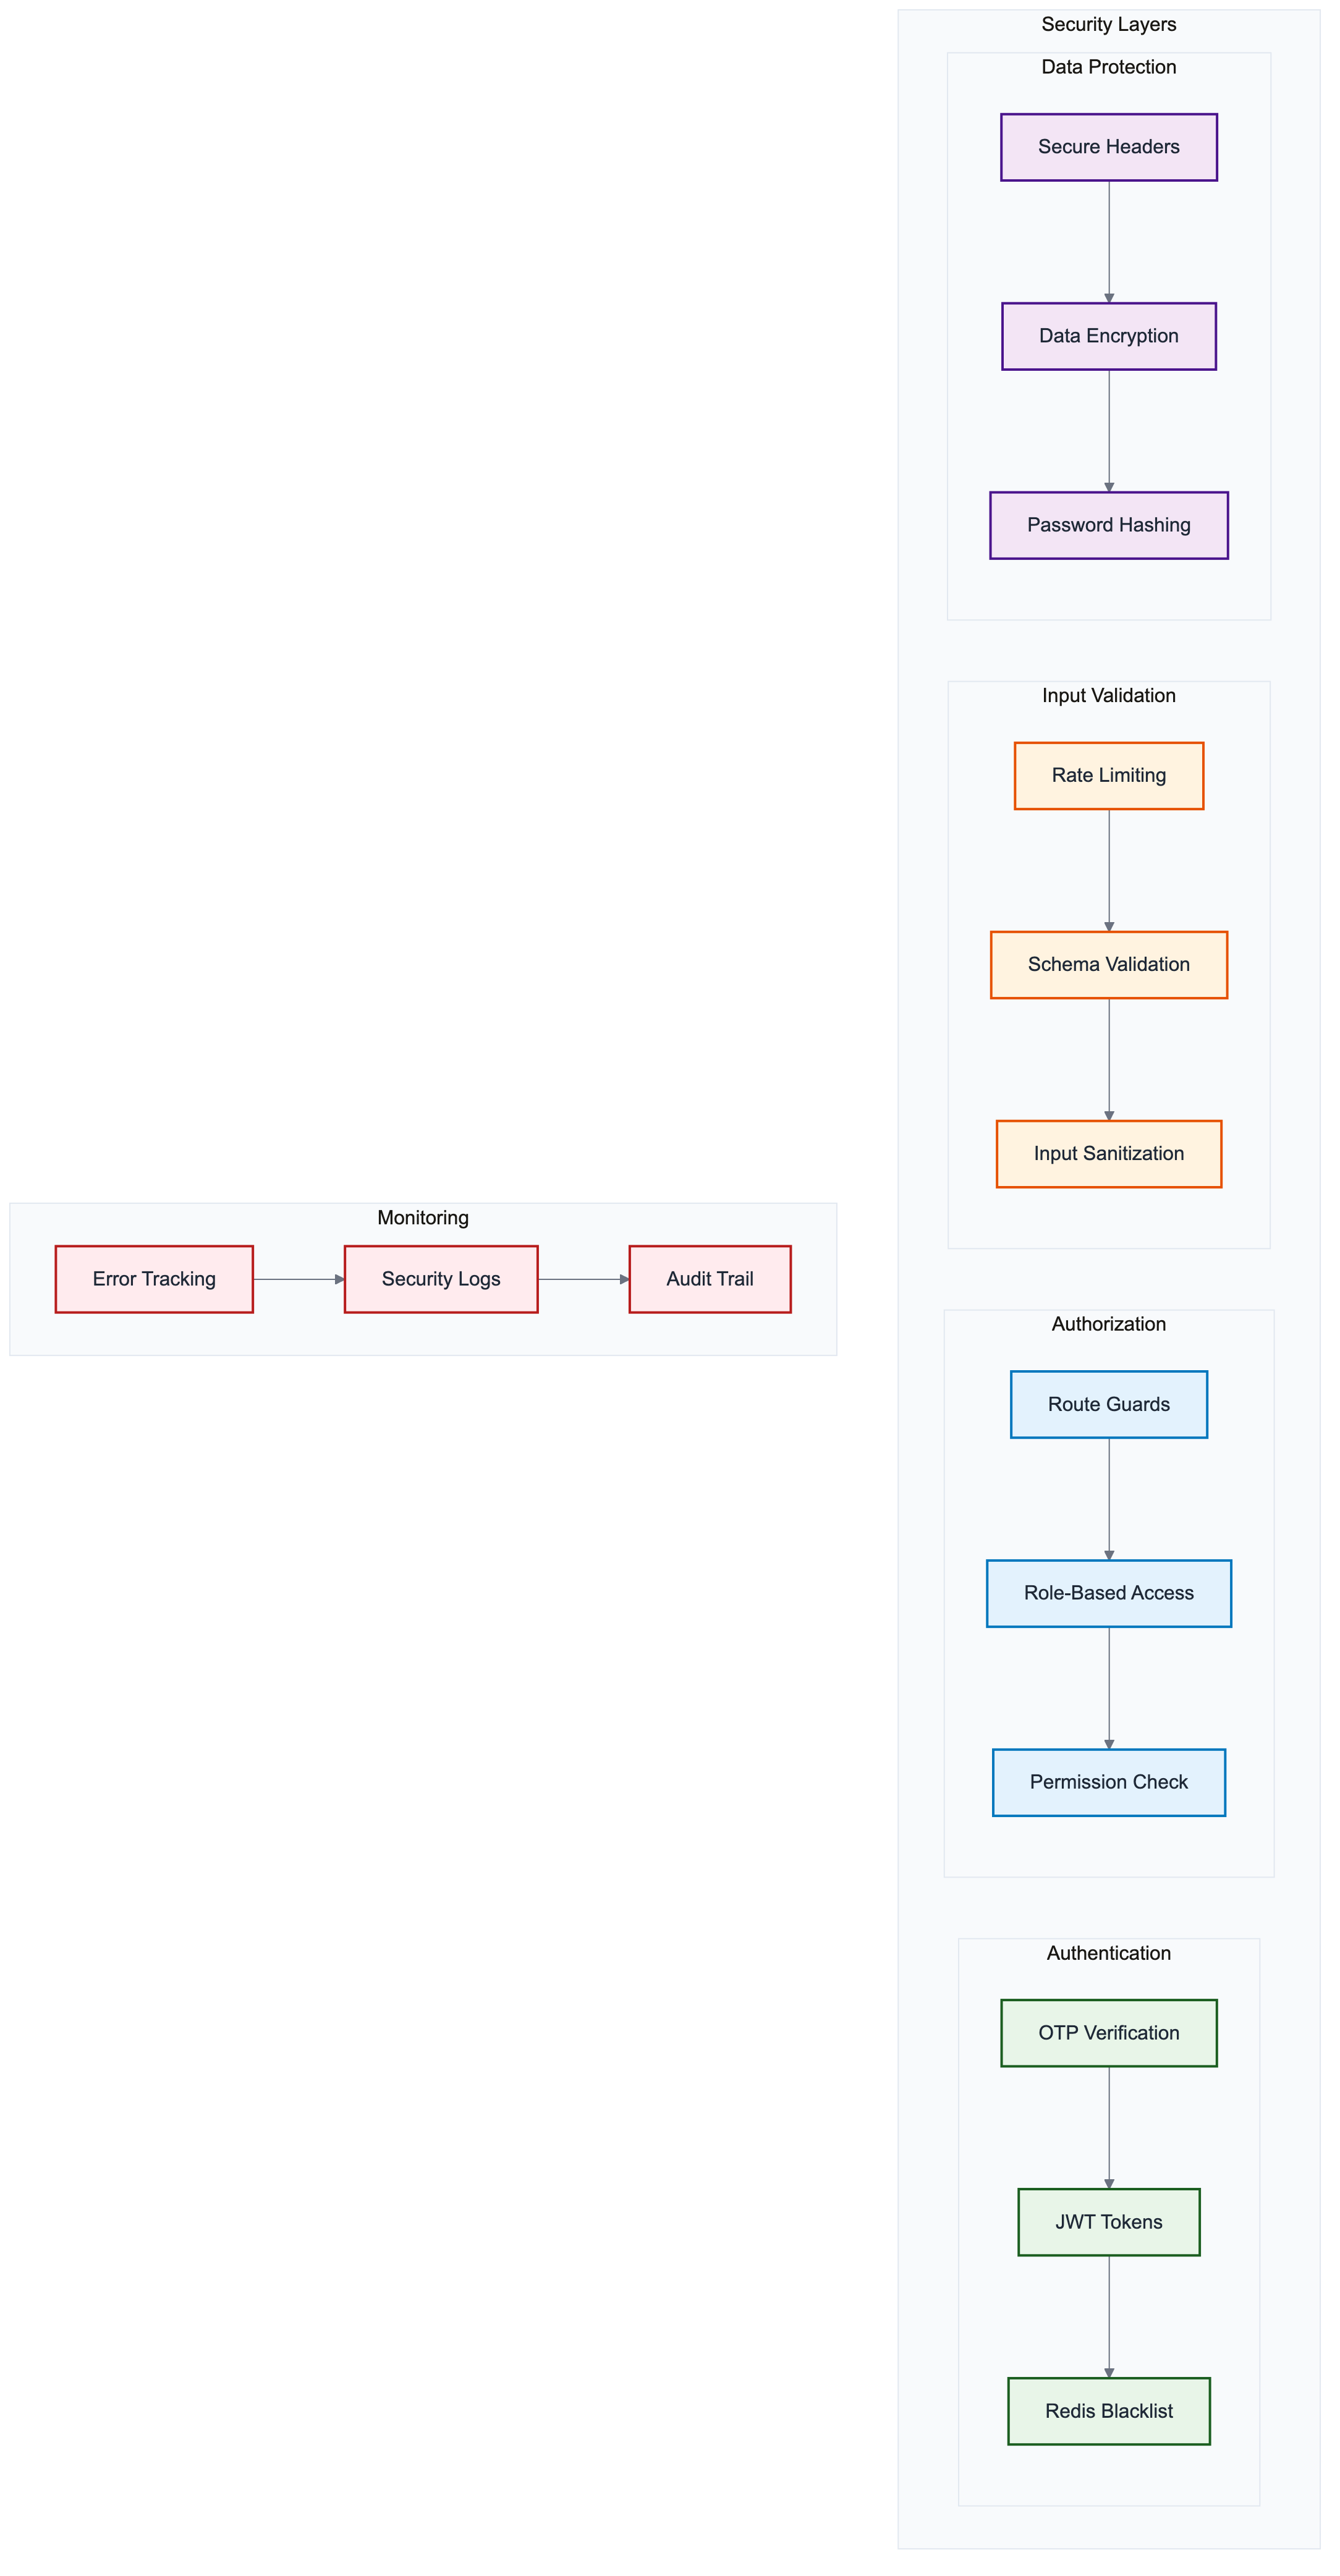 Security Layers
Data Protection
Secure Headers
Data Encryption
Password Hashing
Input Validation
Rate Limiting
Schema Validation
Input Sanitization
Monitoring
Error Tracking
Security Logs
Audit Trail
Authorization
Route Guards
Role-Based Access
Permission Check
Authentication
OTP Verification
JWT Tokens
Redis Blacklist